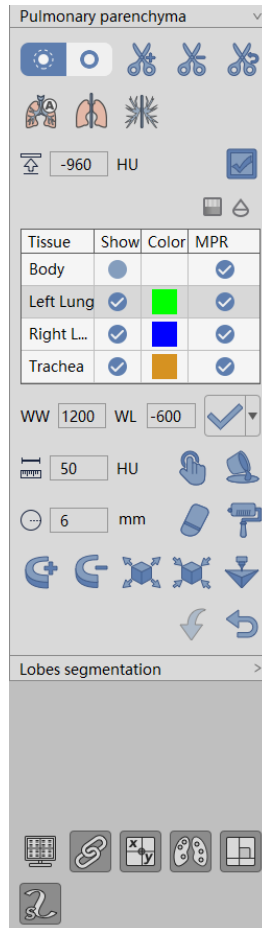 Pulmonary parenchyma
A
-960 HU
Tissue Show Color MPR
Body
Left Lung
Right L...
Trachea
WW 1200 WL -600
50 HU
6 mm
Lobes segmentation
x y
S